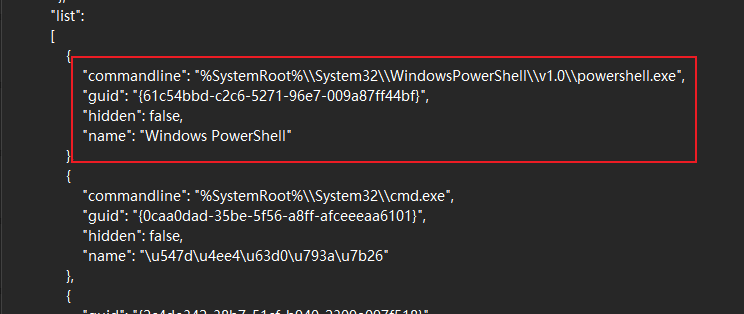 "list":
[
{
"commandline": "%SystemRoot%\\System32\\WindowsPowerShell\\v1.0\\powershell.exe",
"guid": "{61c54bbd-c2c6-5271-96e7-009a87ff44bf}",
"hidden": false,
"name": "Windows PowerShell"
}
{
"commandline": "%SystemRoot%\\System32\\cmd.exe",
"guid": "{0caa0dad-35be-5f56-a8ff-afceeeaa6101}",
"hidden": false,
"name": "\u547d\u4ee4\u63d0\u793a\u7b26"
},
{